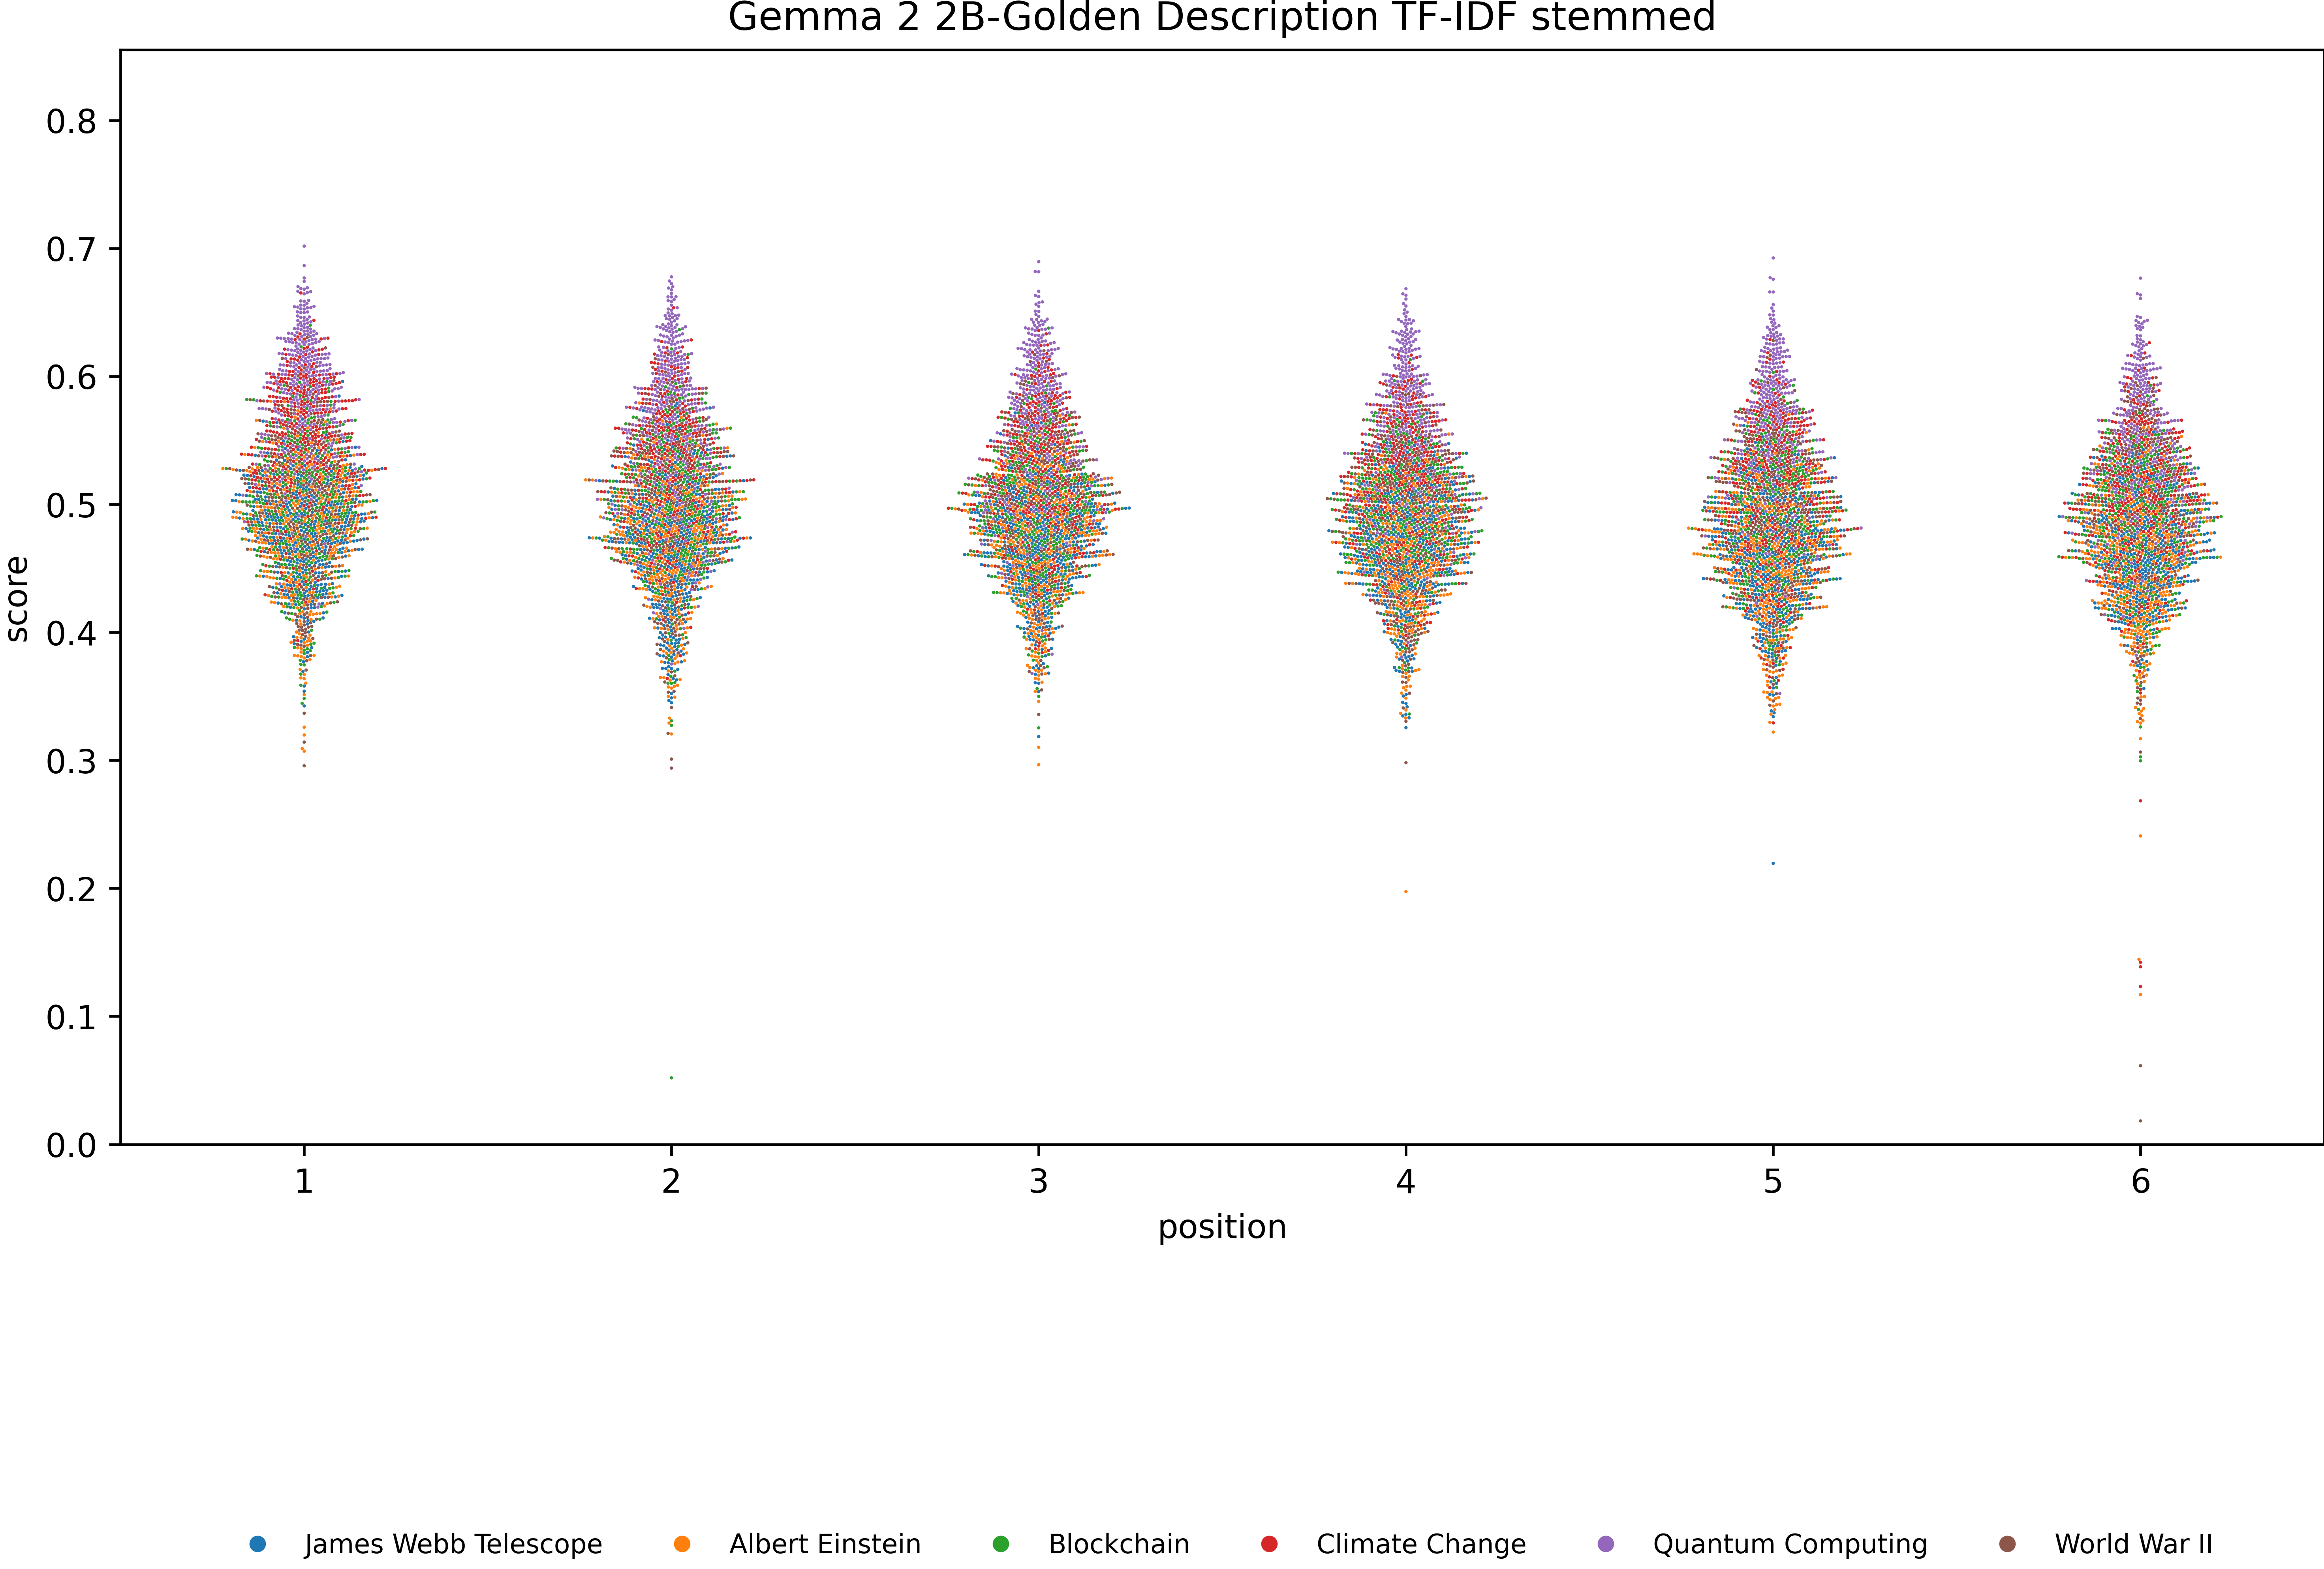 Gemma 2 2B-Golden Description TF-IDF stemmed
0.8
0.7
0.6
0.5
0.4
0.3
0.2
0.1
0.0
score
1 2 3 4 5 6
position
James Webb Telescope Albert Einstein Blockchain Climate Change Quantum Computing World War II